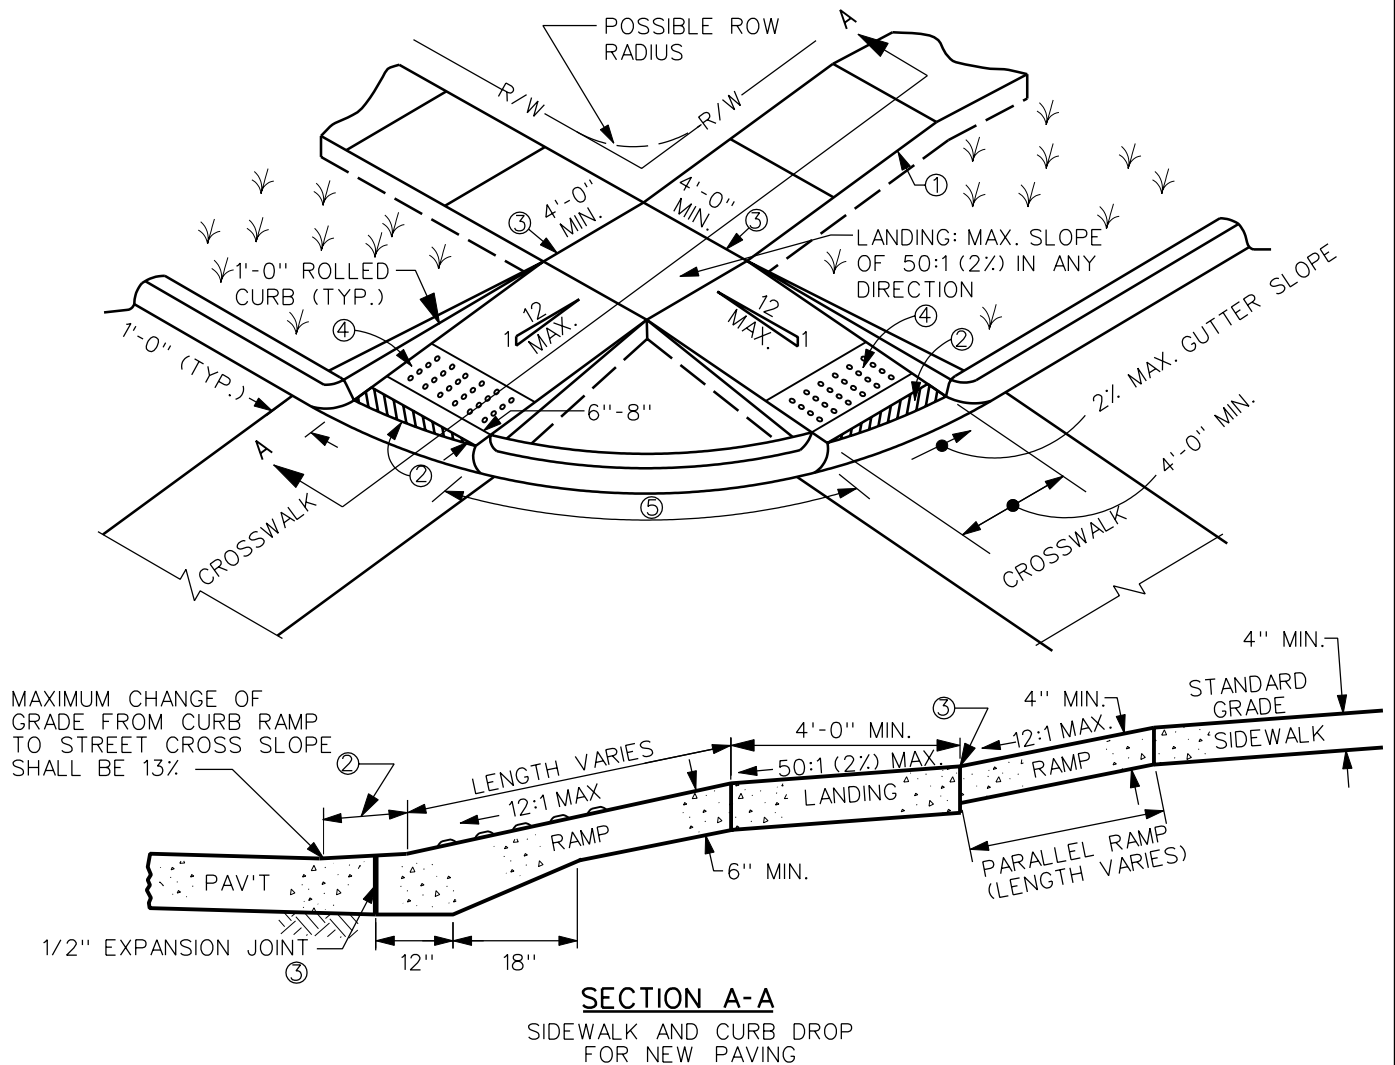 POSSIBLE ROW
RADIUS
A
R/W
R/W
①
③
4'-0"
MIN.
4'-0"
MIN.
③
LANDING: MAX. SLOPE
OF 50:1 (2%) IN ANY
DIRECTION
1'-0" ROLLED
CURB (TYP.)
④
12
1
MAX.
12
1
MAX.
④
②
1'-0" (TYP.)
2% MAX. GUTTER SLOPE
6"-8"
4'-0" MIN.
A
②
⑤
CROSSWALK
CROSSWALK
4" MIN.
MAXIMUM CHANGE OF
GRADE FROM CURB RAMP
TO STREET CROSS SLOPE
SHALL BE 13%
②
LENGTH VARIES
12:1 MAX
4'-0" MIN.
50:1 (2%) MAX.
③
4" MIN.
12:1 MAX.
STANDARD
GRADE
SIDEWALK
RAMP
LANDING
RAMP
PAV'T
6" MIN.
PARALLEL RAMP
(LENGTH VARIES)
1/2" EXPANSION JOINT
③
12"
18"
SECTION A-A
SIDEWALK AND CURB DROP
FOR NEW PAVING